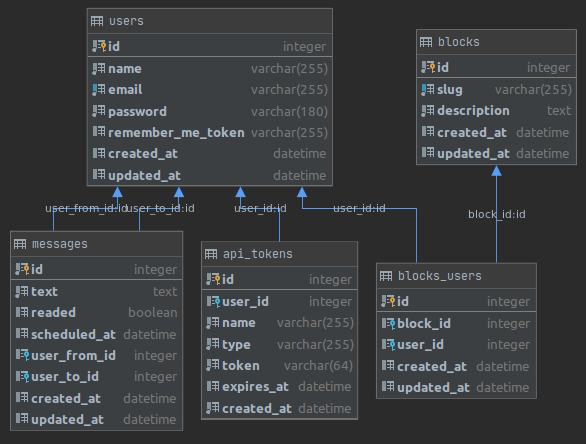 users
id integer
name varchar(255)
email varchar(255)
password varchar(180)
remember_me_token varchar(255)
created_at datetime
updated_at datetime
blocks
id integer
slug varchar(255)
description text
created_at datetime
updated_at datetime
user_from_id:id
user_to_id:id
user_id:id
user_id:id
block_id:id
messages
id integer
text text
readed boolean
scheduled_at datetime
user_from_id integer
user_to_id integer
created_at datetime
updated_at datetime
api_tokens
id integer
user_id integer
name varchar(255)
type varchar(255)
token varchar(64)
expires_at datetime
created_at datetime
blocks_users
id integer
block_id integer
user_id integer
created_at datetime
updated_at datetime